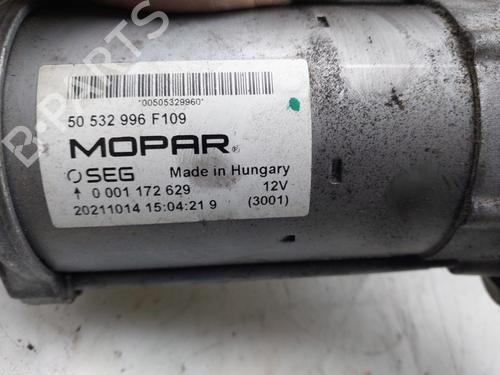 B-PARTS
*00505329960*
50 532 996 F109
MOPAR®
SEG Made in Hungary
0 001 172 629 12V
20211014 15:04:21 9 (3001)